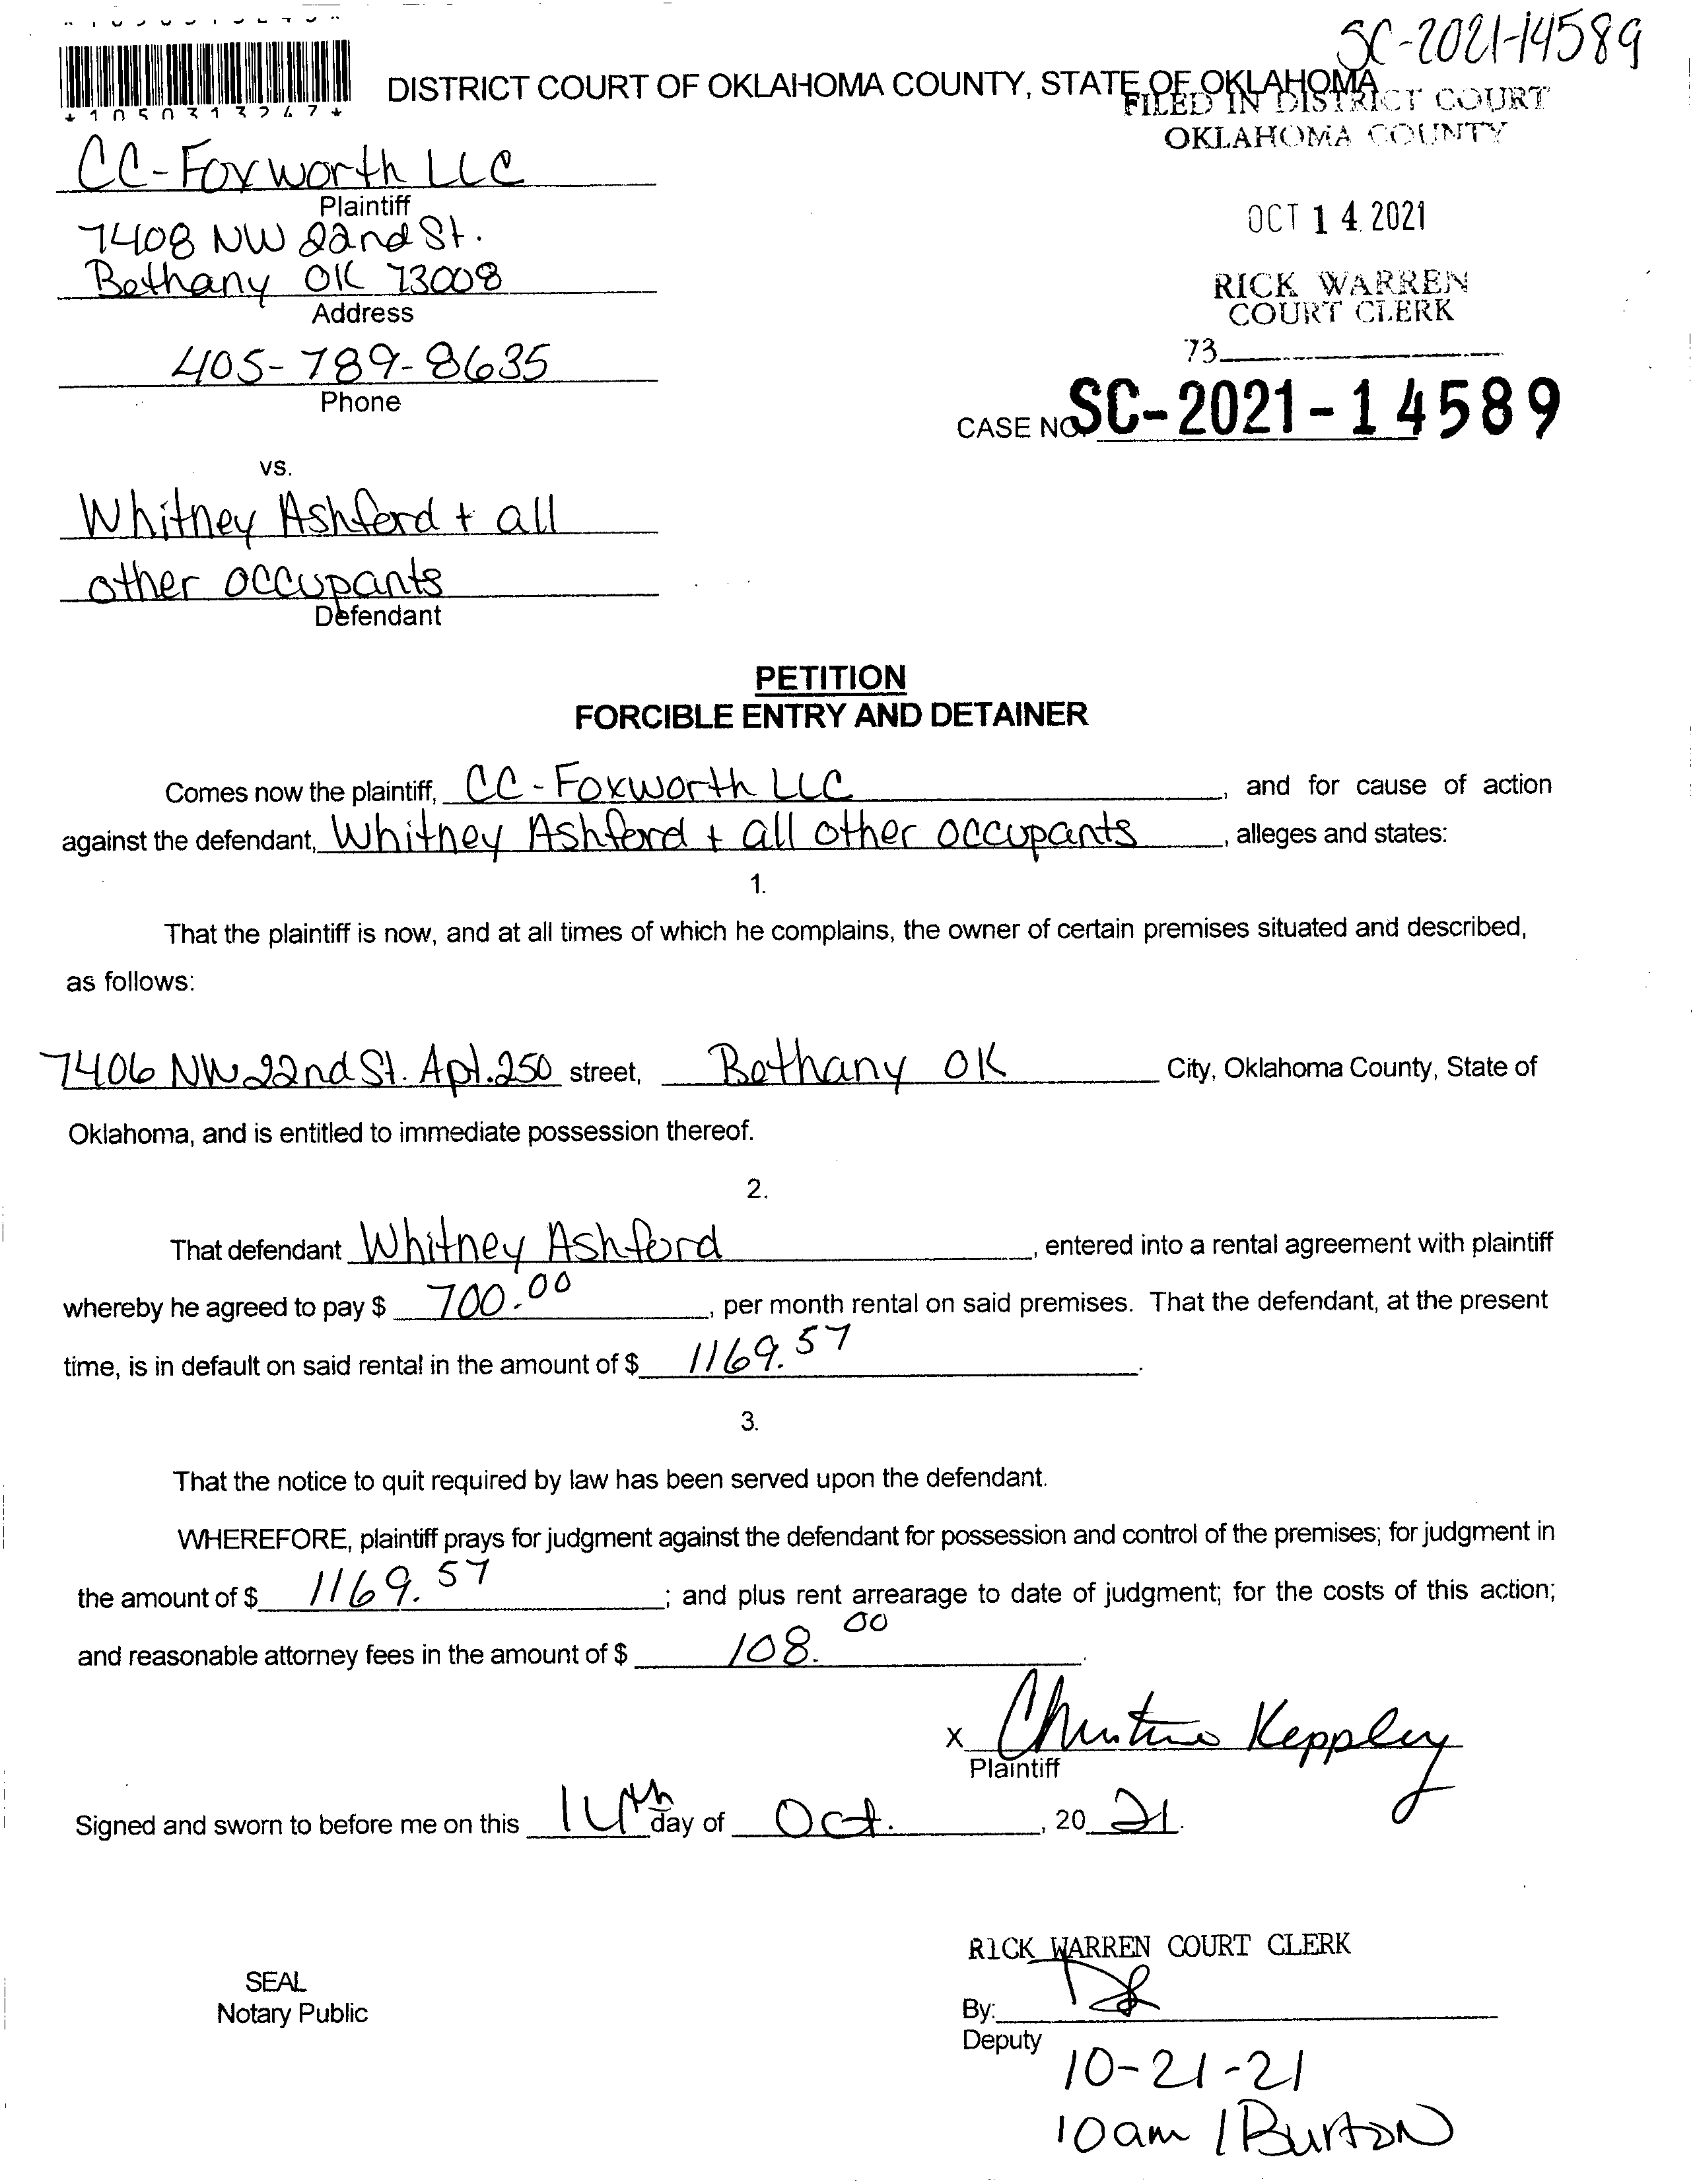 SC-2021-14589
DISTRICT COURT OF OKLAHOMA COUNTY, STATE OF OKLAHOMA
FILED IN DISTRICT COURT
OKLAHOMA COUNTY
* 1 0 5 0 3 1 3 2 4 7 *
CC-Foxworth LLC
Plaintiff
7408 NW 22nd St.
Bethany OK 73008
Address
405-789-8635
Phone
OCT 14 2021
RICK WARREN
COURT CLERK
73
CASE NO. SC-2021-14589
vs.
Whitney Ashford + all
other occupants
Defendant
PETITION
FORCIBLE ENTRY AND DETAINER
Comes now the plaintiff, CC-Foxworth LLC, and for cause of action
against the defendant, Whitney Ashford + all other occupants, alleges and states:
1.
That the plaintiff is now, and at all times of which he complains, the owner of certain premises situated and described,
as follows:
7406 NW 22nd St. Apt. 250 street, Bethany OK City, Oklahoma County, State of
Oklahoma, and is entitled to immediate possession thereof.
2.
That defendant Whitney Ashford, entered into a rental agreement with plaintiff
whereby he agreed to pay $ 700.00, per month rental on said premises. That the defendant, at the present
time, is in default on said rental in the amount of $ 1169.57.
3.
That the notice to quit required by law has been served upon the defendant.
WHEREFORE, plaintiff prays for judgment against the defendant for possession and control of the premises; for judgment in
the amount of $ 1169.57; and plus rent arrearage to date of judgment; for the costs of this action;
and reasonable attorney fees in the amount of $ 108.00.
X Christina Keppley
Plaintiff
Signed and sworn to before me on this 14th day of Oct., 20 21.
RICK WARREN COURT CLERK
SEAL
Notary Public
By:
Deputy
10-21-21
10am / Burton